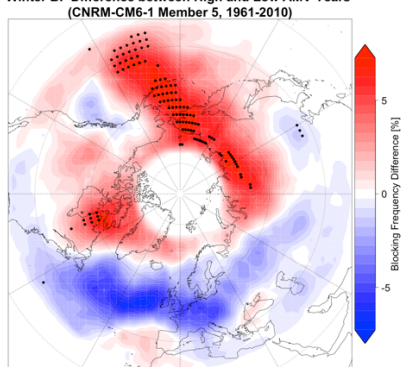 (CNRM-CM6-1 Member 5, 1961-2010)
5
0
-5
Blocking Frequency Difference [%]